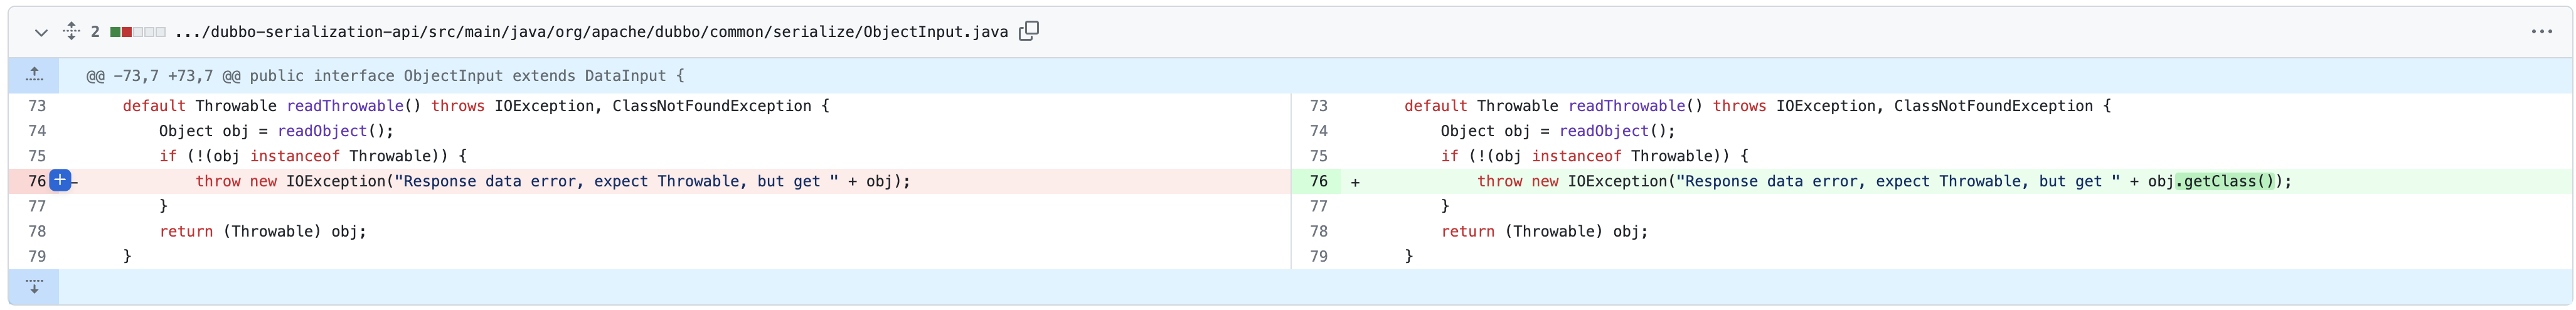 2 .../dubbo-serialization-api/src/main/java/org/apache/dubbo/common/serialize/ObjectInput.java
@@ -73,7 +73,7 @@ public interface ObjectInput extends DataInput {
73 default Throwable readThrowable() throws IOException, ClassNotFoundException {
74 Object obj = readObject();
75 if (!(obj instanceof Throwable)) {
76 - throw new IOException("Response data error, expect Throwable, but get " + obj);
77 }
78 return (Throwable) obj;
79 }
73 default Throwable readThrowable() throws IOException, ClassNotFoundException {
74 Object obj = readObject();
75 if (!(obj instanceof Throwable)) {
76 + throw new IOException("Response data error, expect Throwable, but get " + obj.getClass());
77 }
78 return (Throwable) obj;
79 }